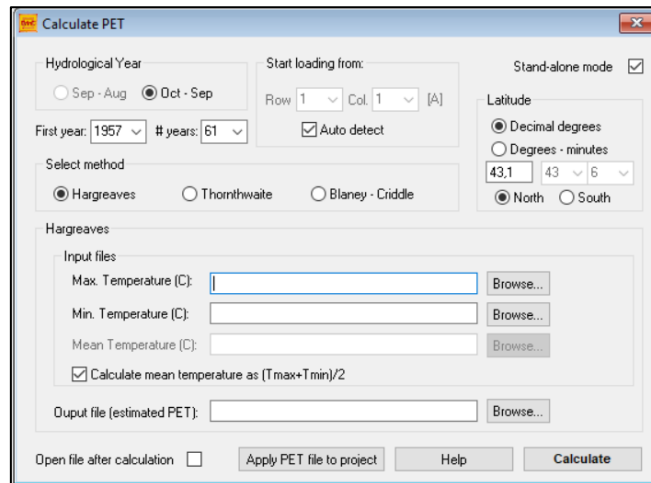 Calculate PET
Hydrological Year
Sep - Aug Oct - Sep
First year: 1957 # years: 61
Start loading from:
Row 1 Col. 1 [A]
Auto detect
Stand-alone mode
Latitude
Decimal degrees
Degrees - minutes
43,1 43 6
North South
Select method
Hargreaves Thornthwaite Blaney - Criddle
Hargreaves
Input files
Max. Temperature (C): Browse...
Min. Temperature (C): Browse...
Mean Temperature (C): Browse...
Calculate mean temperature as (Tmax+Tmin)/2
Ouput file (estimated PET): Browse...
Open file after calculation Apply PET file to project Help Calculate